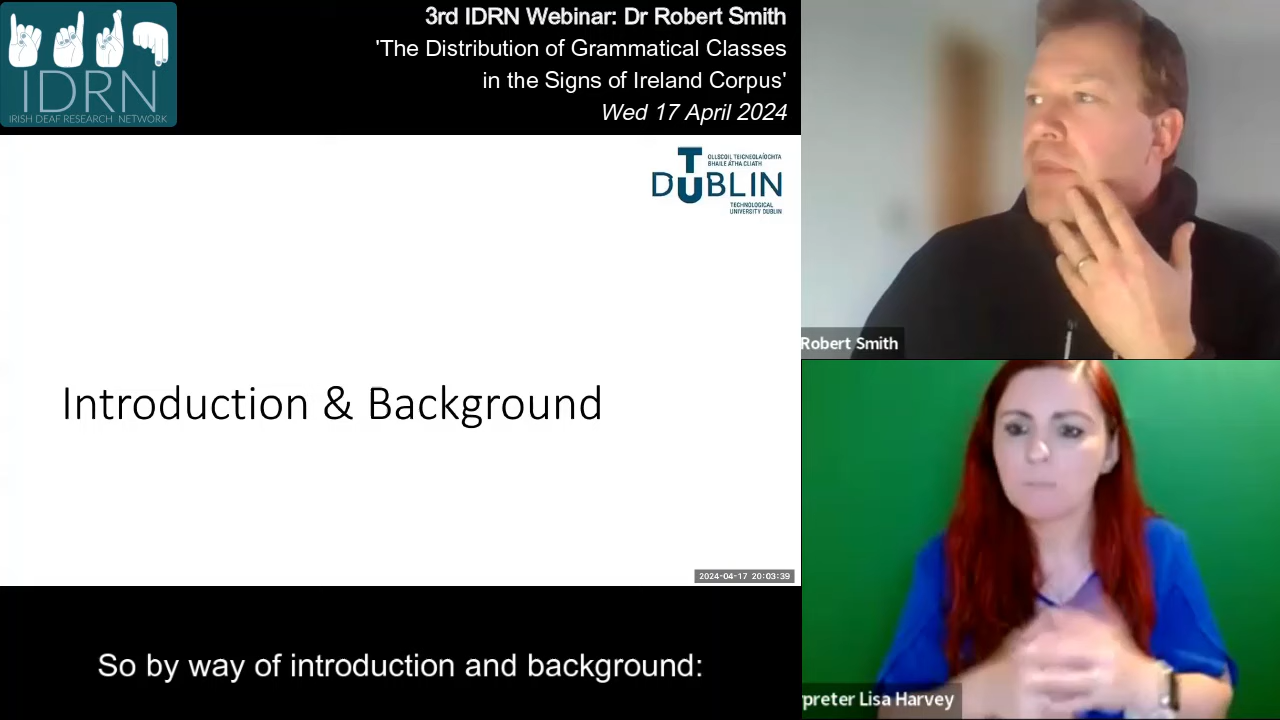 3rd IDRN Webinar: Dr Robert Smith
'The Distribution of Grammatical Classes
in the Signs of Ireland Corpus'
Wed 17 April 2024
IDRN
IRISH DEAF RESEARCH NETWORK
OLLSCOIL TEICNEOLAÍOCHTA
BHAILE ÁTHA CLIATH
TU DUBLIN
TECHNOLOGICAL
UNIVERSITY DUBLIN
Introduction & Background
2024-04-17 20:03:39
So by way of introduction and background:
Robert Smith
rpreter Lisa Harvey